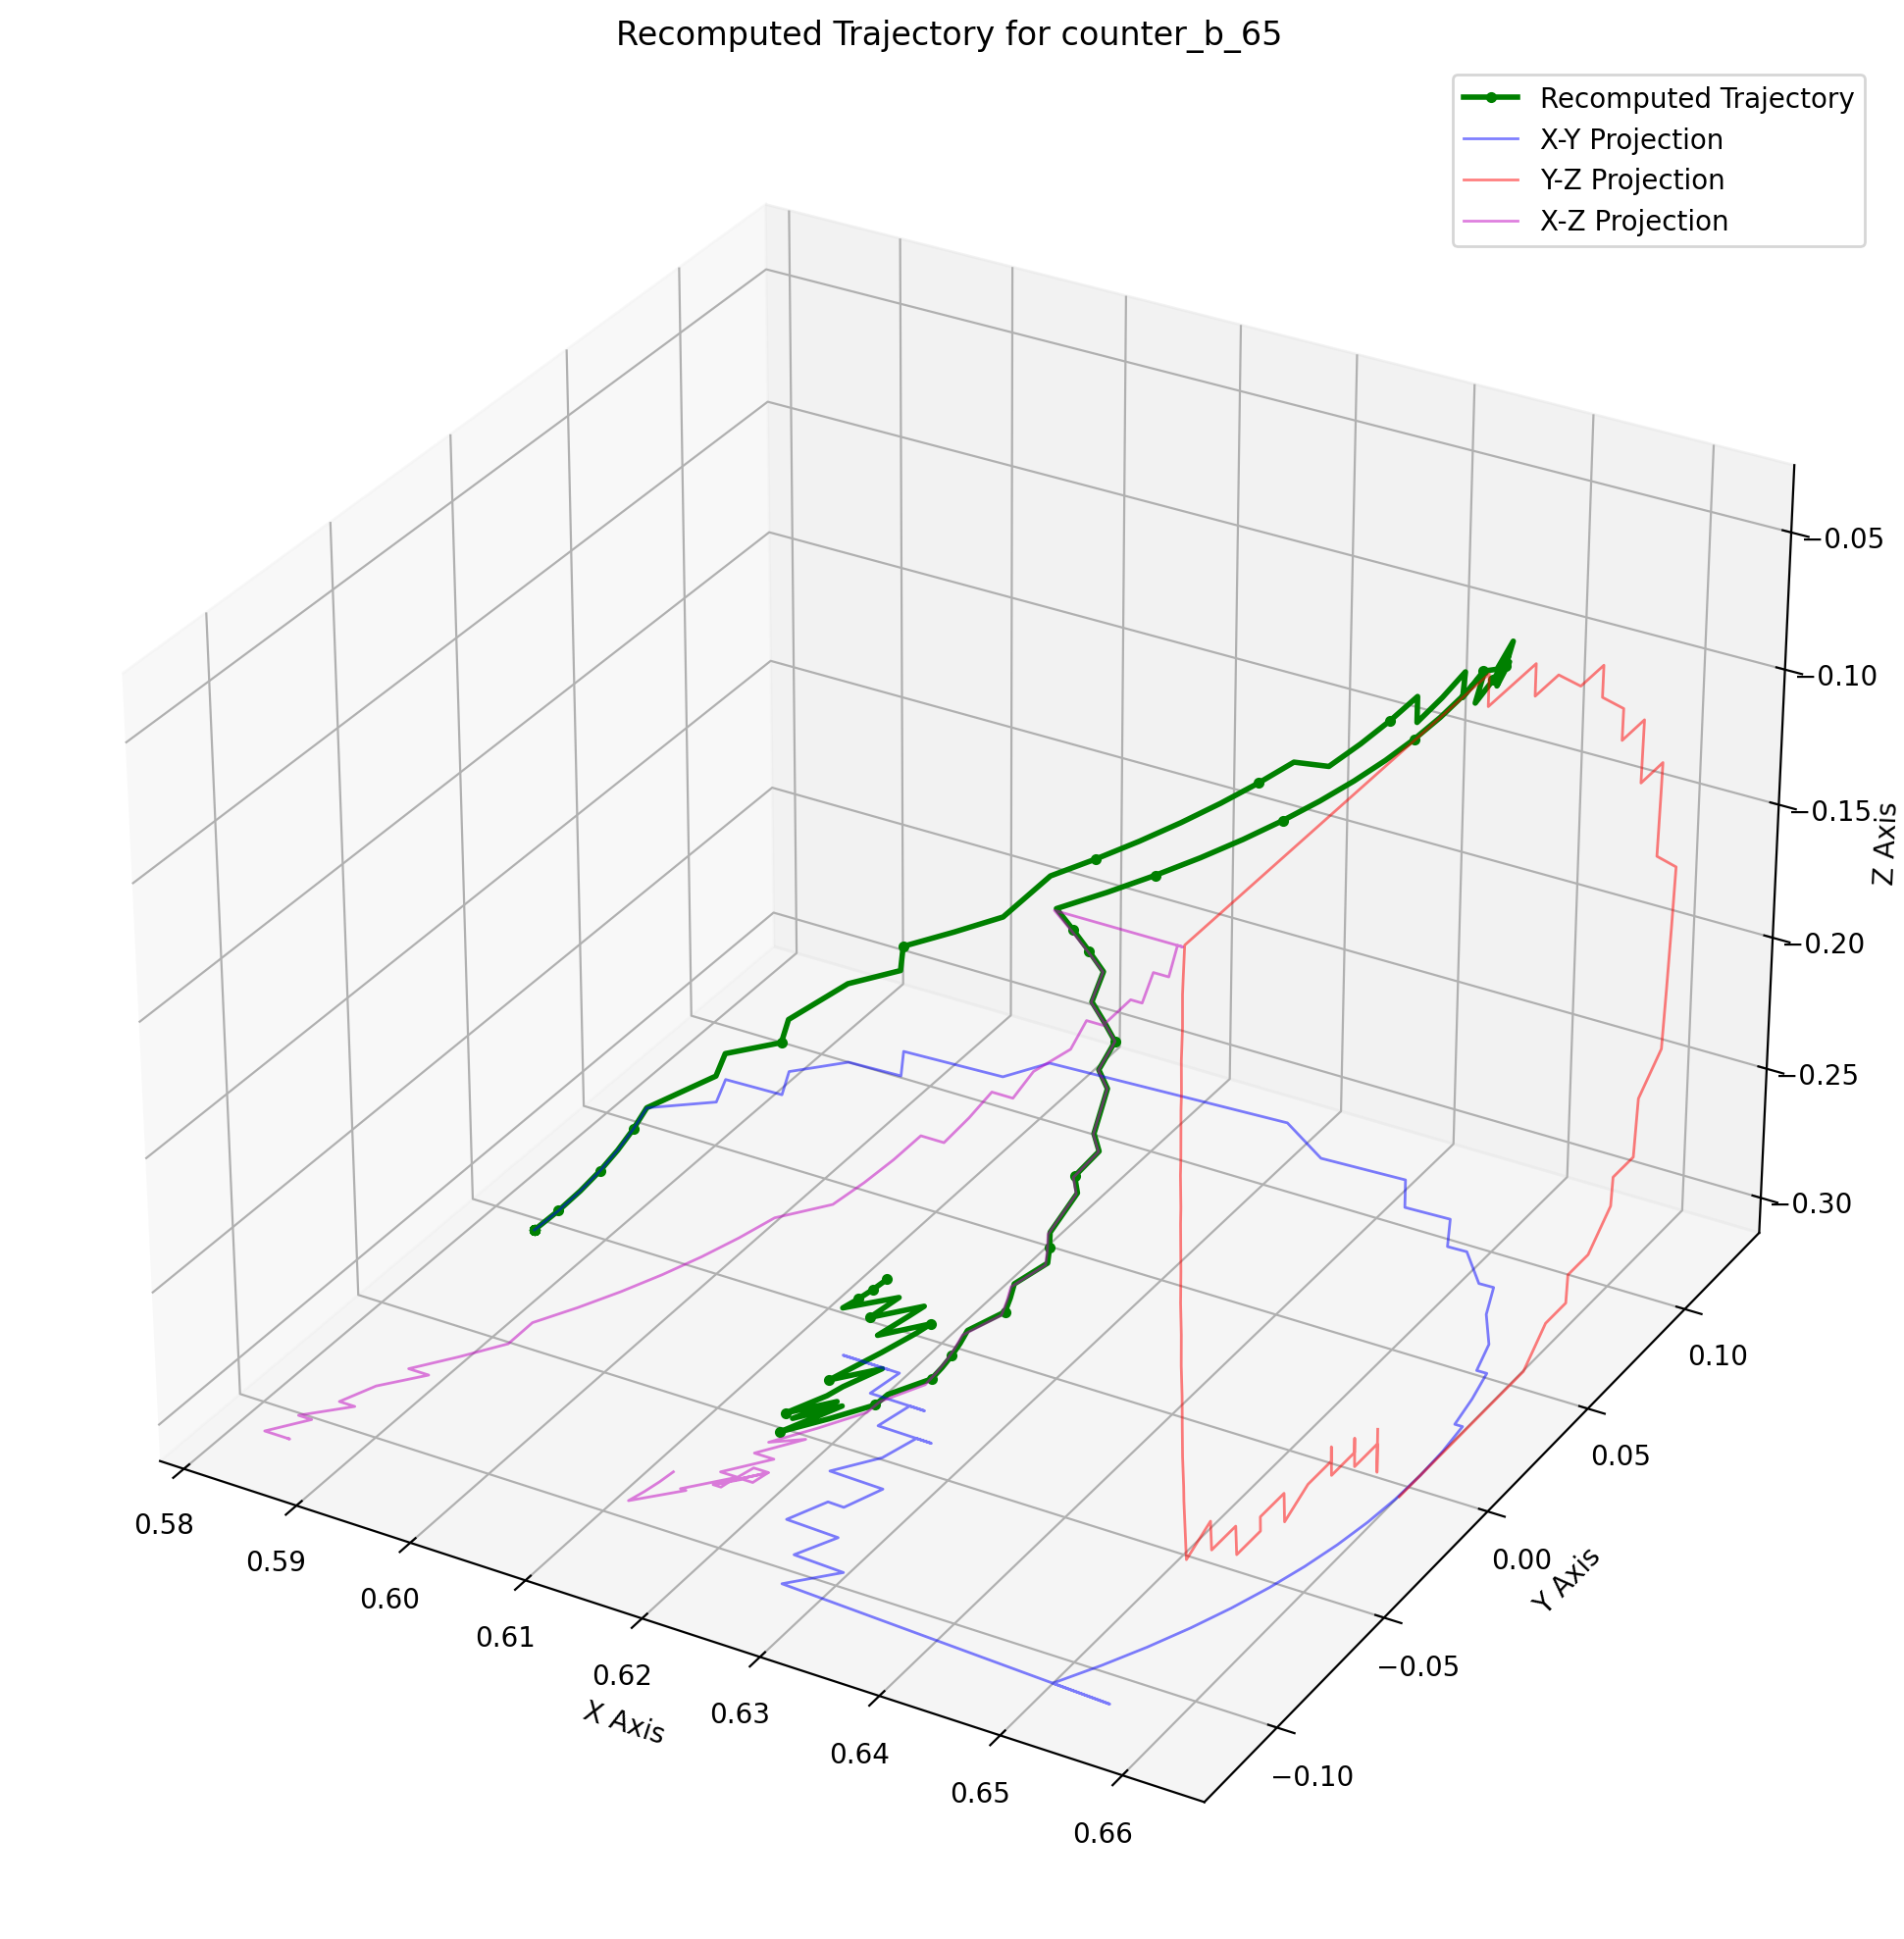 Recomputed Trajectory for counter_b_65
Recomputed Trajectory
X-Y Projection
Y-Z Projection
X-Z Projection
−0.05
−0.10
−0.15
−0.20
−0.25
−0.30
Z Axis
0.10
0.05
0.00
−0.05
−0.10
Y Axis
0.58
0.59
0.60
0.61
0.62
0.63
0.64
0.65
0.66
X Axis